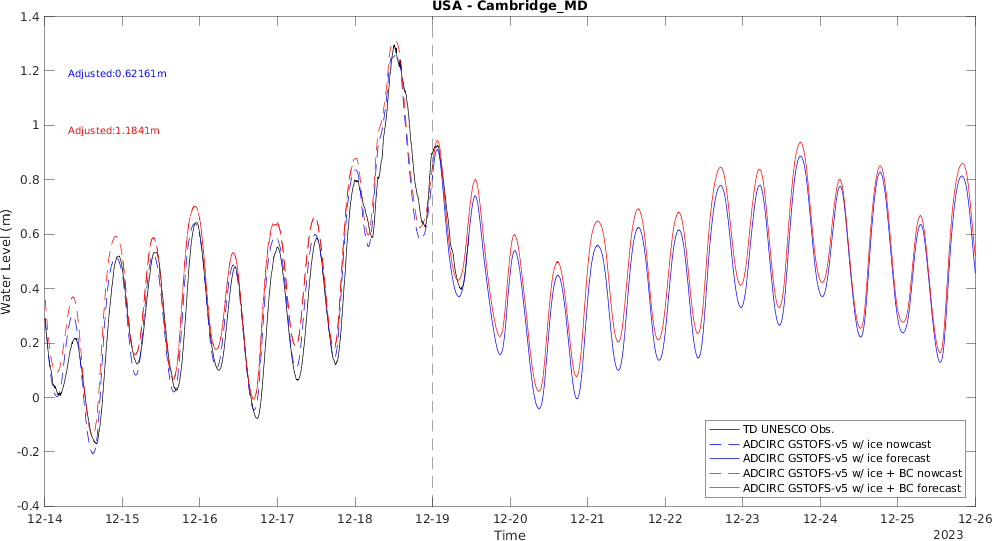 USA - Cambridge_MD
1.4
1.2
1
0.8
0.6
0.4
0.2
0
-0.2
-0.4
Water Level (m)
Adjusted:0.62161m
Adjusted:1.1841m
TD UNESCO Obs.
ADCIRC GSTOFS-v5 w/ ice nowcast
ADCIRC GSTOFS-v5 w/ ice forecast
ADCIRC GSTOFS-v5 w/ ice + BC nowcast
ADCIRC GSTOFS-v5 w/ ice + BC forecast
12-14 12-15 12-16 12-17 12-18 12-19 12-20 12-21 12-22 12-23 12-24 12-25 12-26
Time
2023